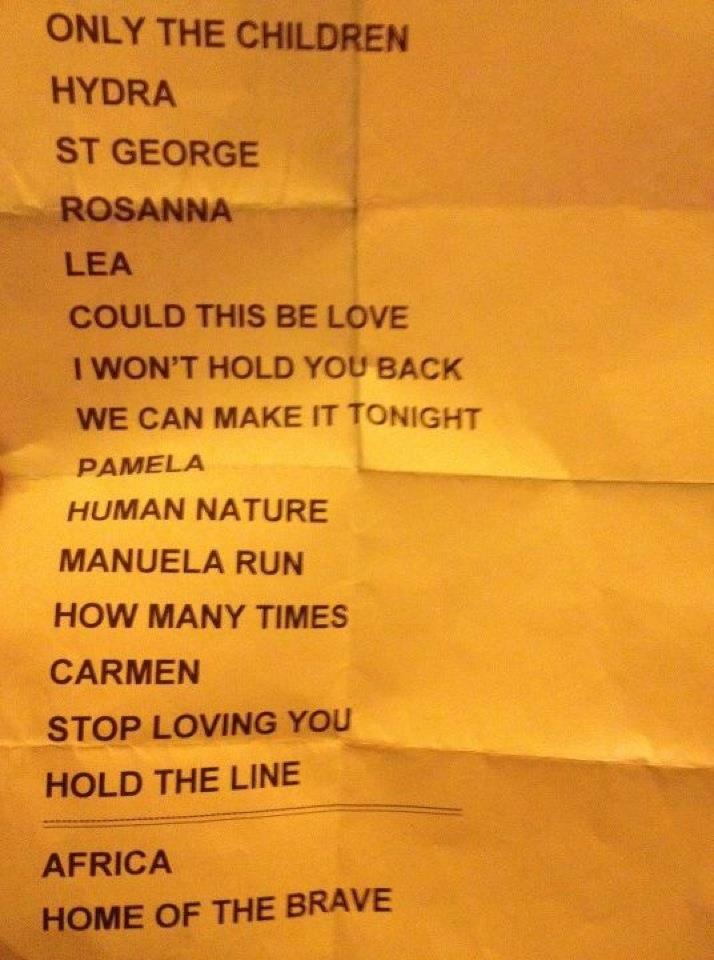 ONLY THE CHILDREN
HYDRA
ST GEORGE
ROSANNA
LEA
COULD THIS BE LOVE
I WON'T HOLD YOU BACK
WE CAN MAKE IT TONIGHT
PAMELA
HUMAN NATURE
MANUELA RUN
HOW MANY TIMES
CARMEN
STOP LOVING YOU
HOLD THE LINE
AFRICA
HOME OF THE BRAVE